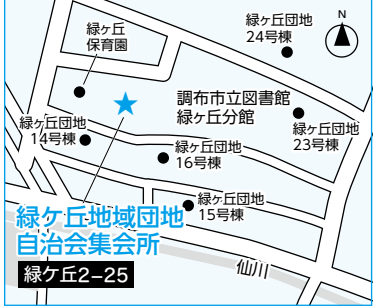 緑ヶ丘
保育園
緑ヶ丘団地
24号棟
N
調布市立図書館
緑ヶ丘分館
緑ヶ丘団地
23号棟
緑ヶ丘団地
14号棟
緑ヶ丘団地
16号棟
緑ヶ丘団地
15号棟
緑ケ丘地域団地
自治会集会所
緑ケ丘2-25
仙川